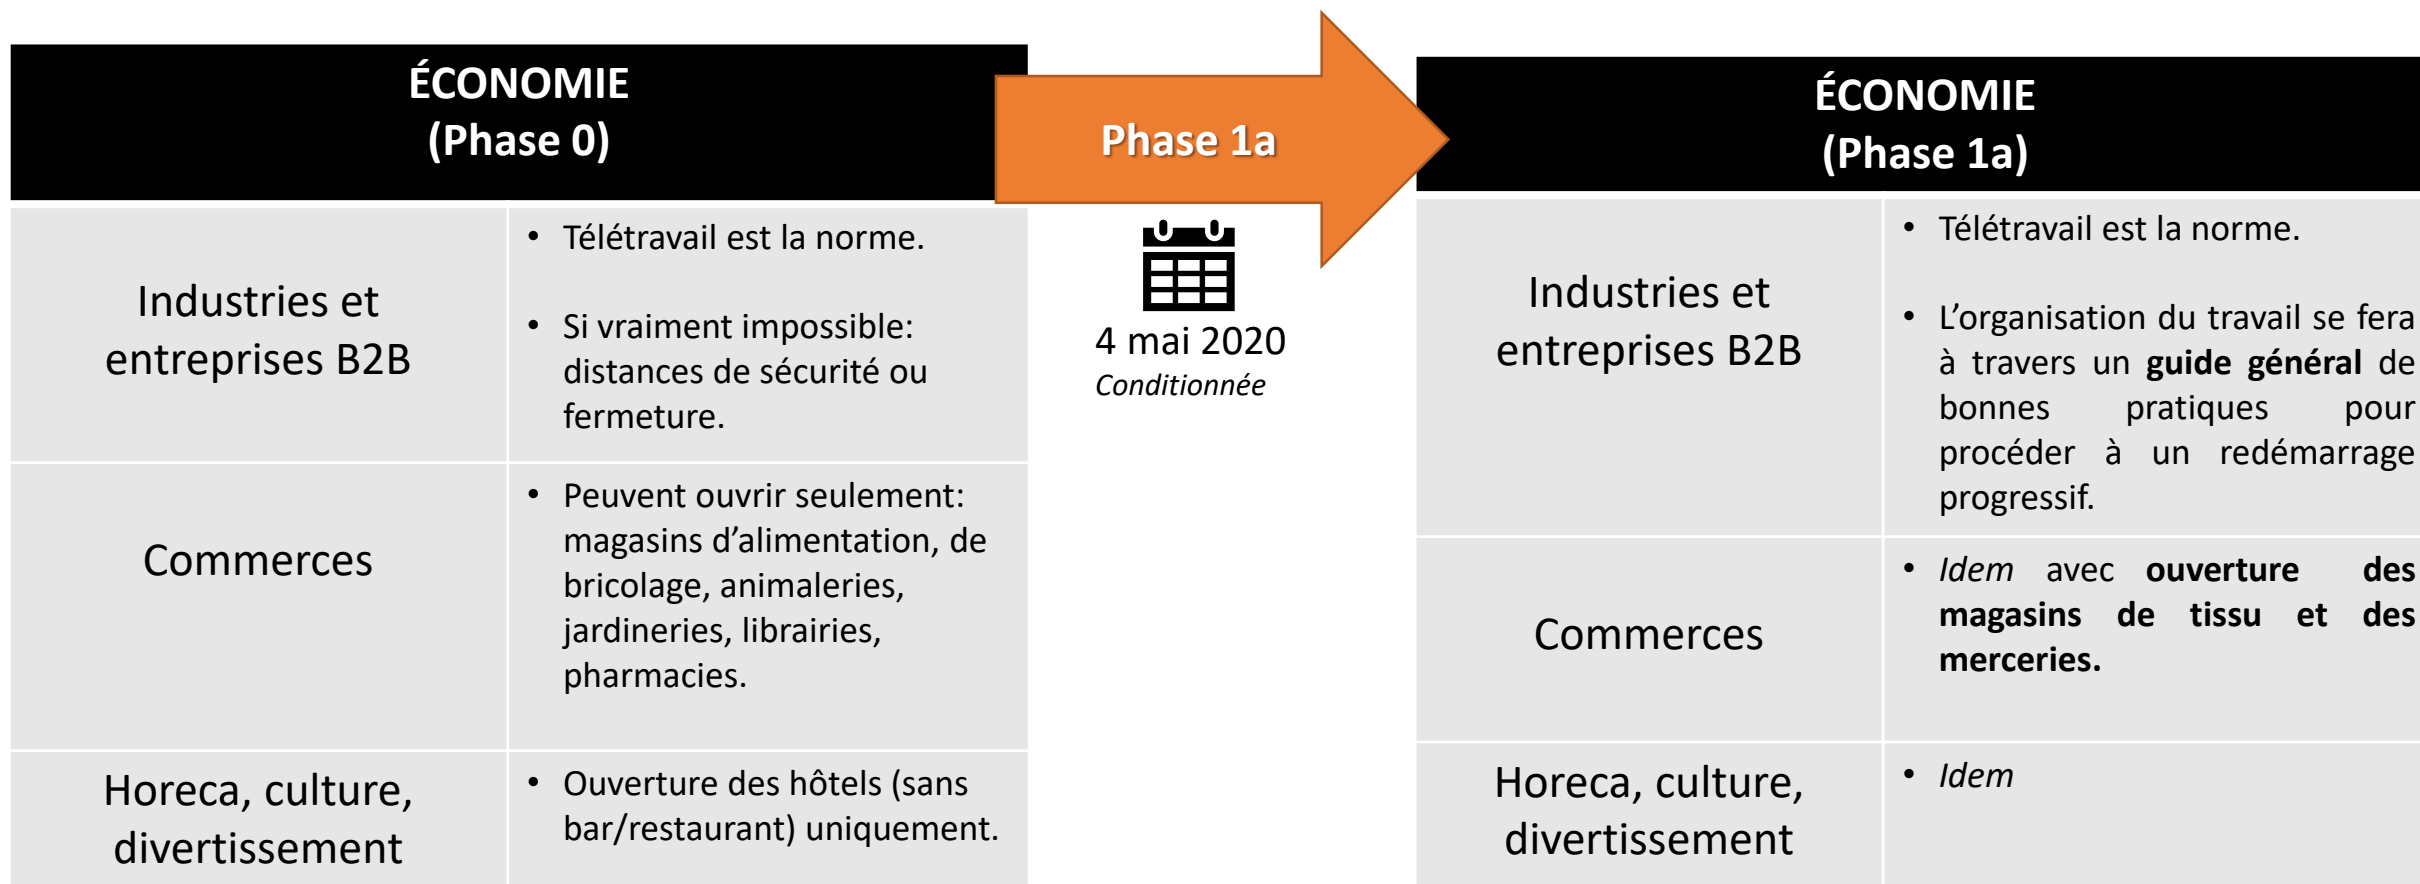 ÉCONOMIE
(Phase 0)
Industries et
entreprises B2B
• Télétravail est la norme.
• Si vraiment impossible:
distances de sécurité ou
fermeture.
Commerces
• Peuvent ouvrir seulement:
magasins d’alimentation, de
bricolage, animaleries,
jardineries, librairies,
pharmacies.
Horeca, culture,
divertissement
• Ouverture des hôtels (sans
bar/restaurant) uniquement.
Phase 1a
4 mai 2020
Conditionnée
ÉCONOMIE
(Phase 1a)
Industries et
entreprises B2B
• Télétravail est la norme.
• L’organisation du travail se fera
à travers un guide général de
bonnes pratiques pour
procéder à un redémarrage
progressif.
Commerces
• Idem avec ouverture des
magasins de tissu et des
merceries.
Horeca, culture,
divertissement
• Idem